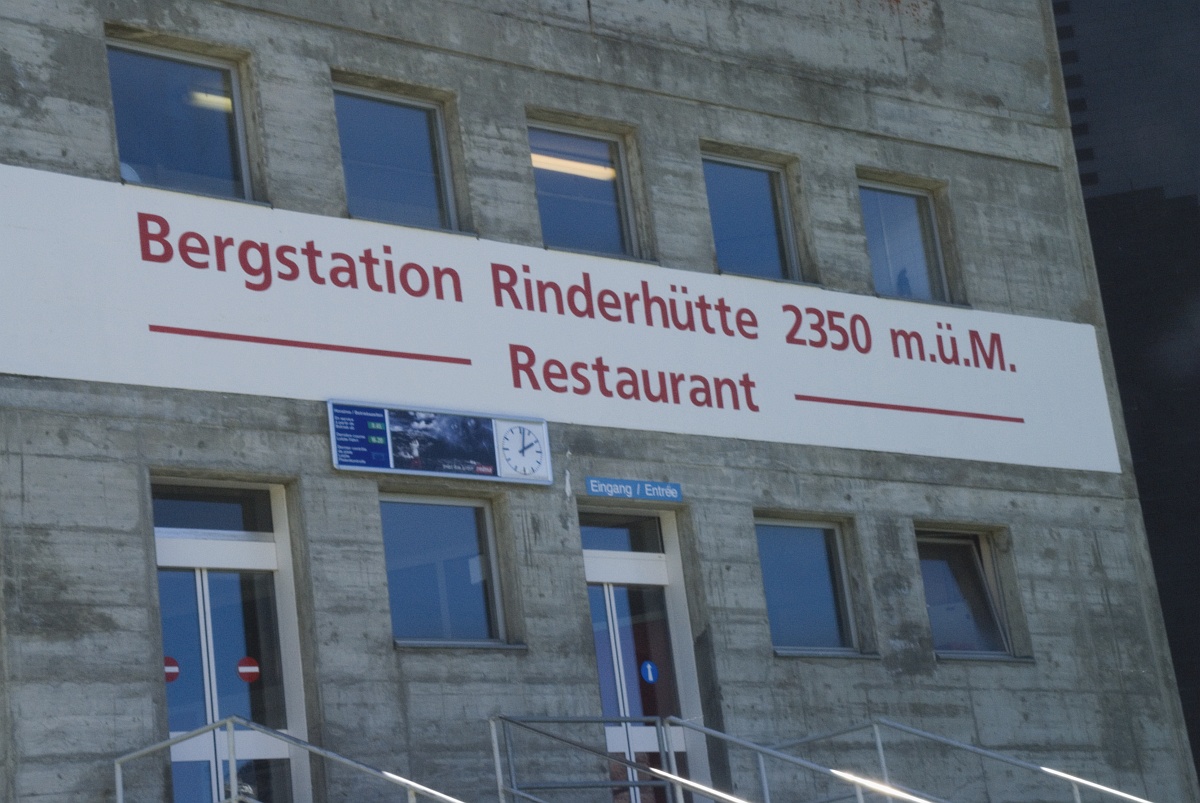 Bergstation Rinderhütte 2350 m.ü.M.
Restaurant
Eingang / Entrée